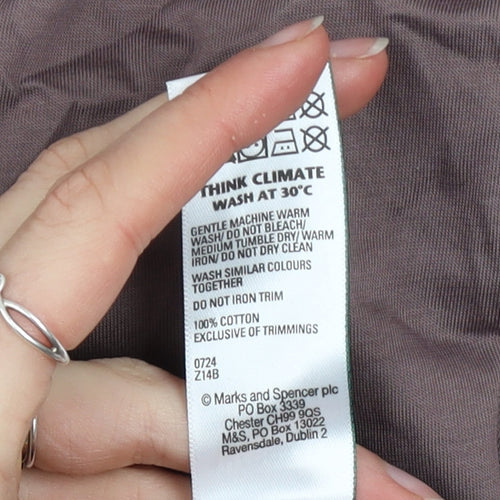 THINK CLIMATE
WASH AT 30°C
GENTLE MACHINE WARM
WASH/ DO NOT BLEACH/
MEDIUM TUMBLE DRY/ WARM
IRON/ DO NOT DRY CLEAN
WASH SIMILAR COLOURS
TOGETHER
DO NOT IRON TRIM
100% COTTON
EXCLUSIVE OF TRIMMINGS
0724
Z14B
© Marks and Spencer plc
PO Box 3339
Chester CH99 9QS
M&S, PO Box 13022
Ravensdale, Dublin 2